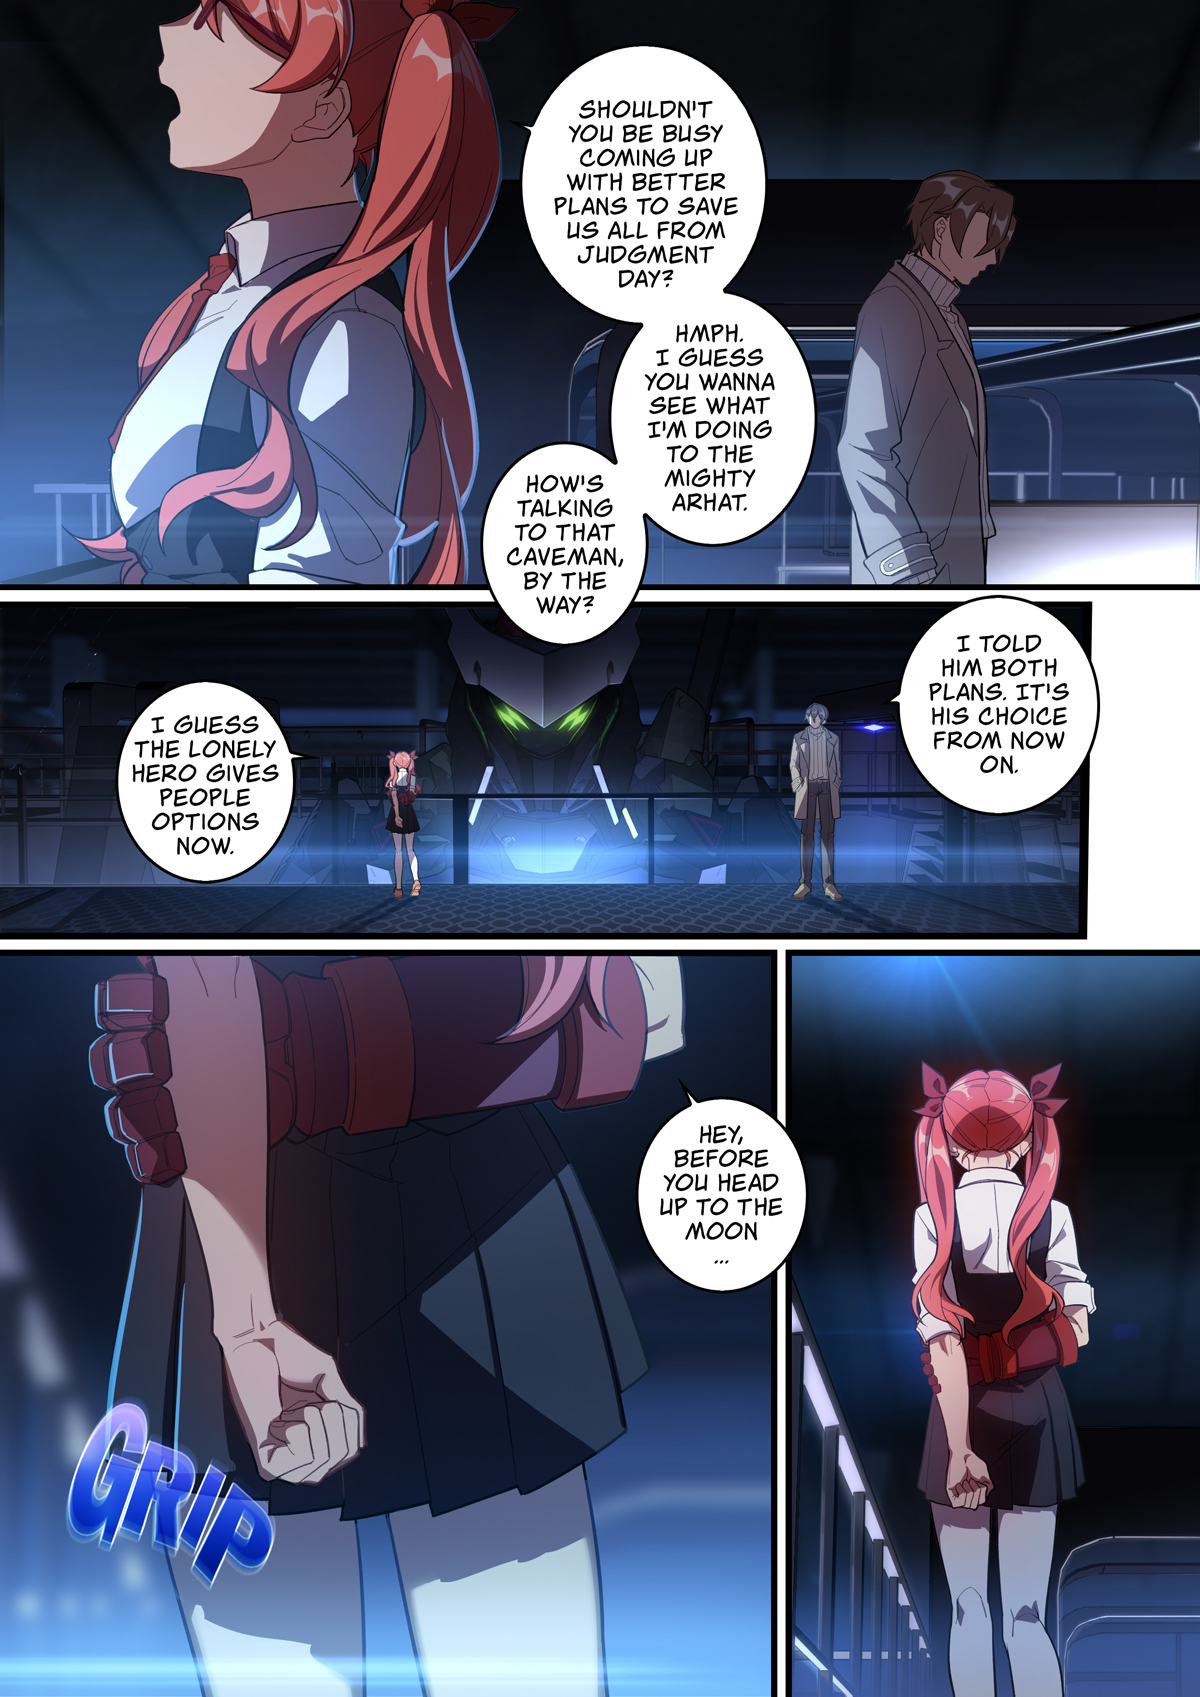 SHOULDN'T
YOU BE BUSY
COMING UP
WITH BETTER
PLANS TO SAVE
US ALL FROM
JUDGMENT
DAY?
HMPH.
I GUESS
YOU WANNA
SEE WHAT
I'M DOING
TO THE
MIGHTY
ARHAT.
HOW'S
TALKING
TO THAT
CAVEMAN,
BY THE
WAY?
I TOLD
HIM BOTH
PLANS. IT'S
HIS CHOICE
FROM NOW
ON.
I GUESS
THE LONELY
HERO GIVES
PEOPLE
OPTIONS
NOW.
GRIP
HEY,
BEFORE
YOU HEAD
UP TO THE
MOON
...